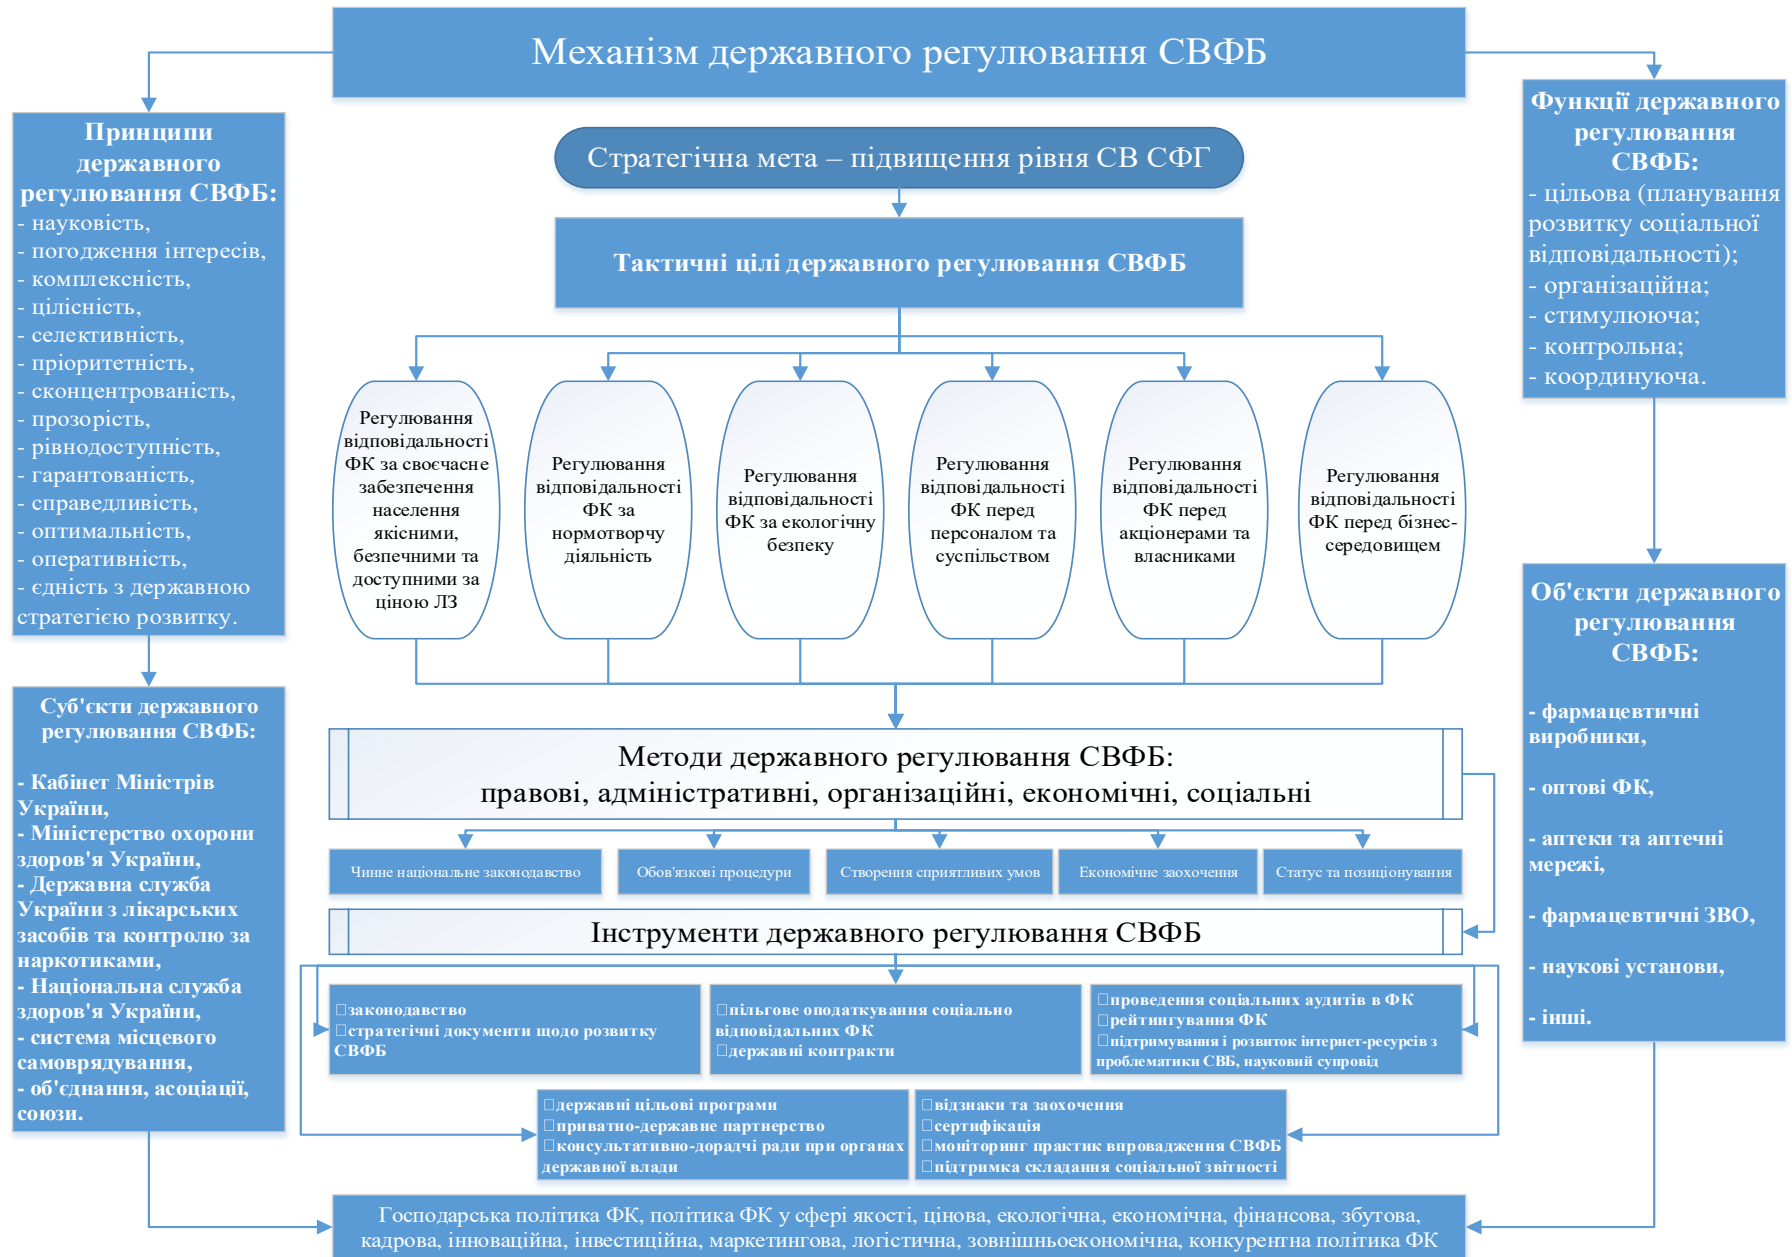 Механізм державного регулювання СВФБ
Принципи
державного
регулювання СВФБ:
- науковість,
- погодження інтересів,
- комплексність,
- цілісність,
- селективність,
- пріоритетність,
- сконцентрованість,
- прозорість,
- рівнодоступність,
- гарантованість,
- справедливість,
- оптимальність,
- оперативність,
- єдність з державною
стратегією розвитку.
Суб'єкти державного
регулювання СВФБ:
- Кабінет Міністрів
України,
- Міністерство охорони
здоров'я України,
- Державна служба
України з лікарських
засобів та контролю за
наркотиками,
- Національна служба
здоров'я України,
- система місцевого
самоврядування,
- об'єднання, асоціації,
союзи.
Стратегічна мета – підвищення рівня СВ СФГ
Тактичні цілі державного регулювання СВФБ
Регулювання
відповідальності
ФК за своєчасне
забезпечення
населення
якісними,
безпечними та
доступними за
ціною ЛЗ
Регулювання
відповідальності
ФК за
нормотворчу
діяльність
Регулювання
відповідальності
ФК за екологічну
безпеку
Регулювання
відповідальності
ФК перед
персоналом та
суспільством
Регулювання
відповідальності
ФК перед
акціонерами та
власниками
Регулювання
відповідальності
ФК перед бізнес-
середовищем
Методи державного регулювання СВФБ:
правові, адміністративні, організаційні, економічні, соціальні
Чинне національне законодавство
Обов'язкові процедури
Створення сприятливих умов
Економічне заохочення
Статус та позиціонування
Інструменти державного регулювання СВФБ
законодавство
стратегічні документи щодо розвитку
СВФБ
пільгове оподаткування соціально
відповідальних ФК
державні контракти
проведення соціальних аудитів в ФК
рейтингування ФК
підтримування і розвиток інтернет-ресурсів з
проблематики СВБ, науковий супровід
державні цільові програми
приватно-державне партнерство
консультативно-дорадчі ради при органах
державної влади
відзнаки та заохочення
сертифікація
моніторинг практик впровадження СВФБ
підтримка складання соціальної звітності
Функції державного
регулювання
СВФБ:
- цільова (планування
розвитку соціальної
відповідальності);
- організаційна;
- стимулююча;
- контрольна;
- координуюча.
Об'єкти державного
регулювання
СВФБ:
- фармацевтичні
виробники,
- оптові ФК,
- аптеки та аптечні
мережі,
- фармацевтичні ЗВО,
- наукові установи,
- інші.
Господарська політика ФК, політика ФК у сфері якості, цінова, екологічна, економічна, фінансова, збутова,
кадрова, інноваційна, інвестиційна, маркетингова, логістична, зовнішньоекономічна, конкурентна політика ФК